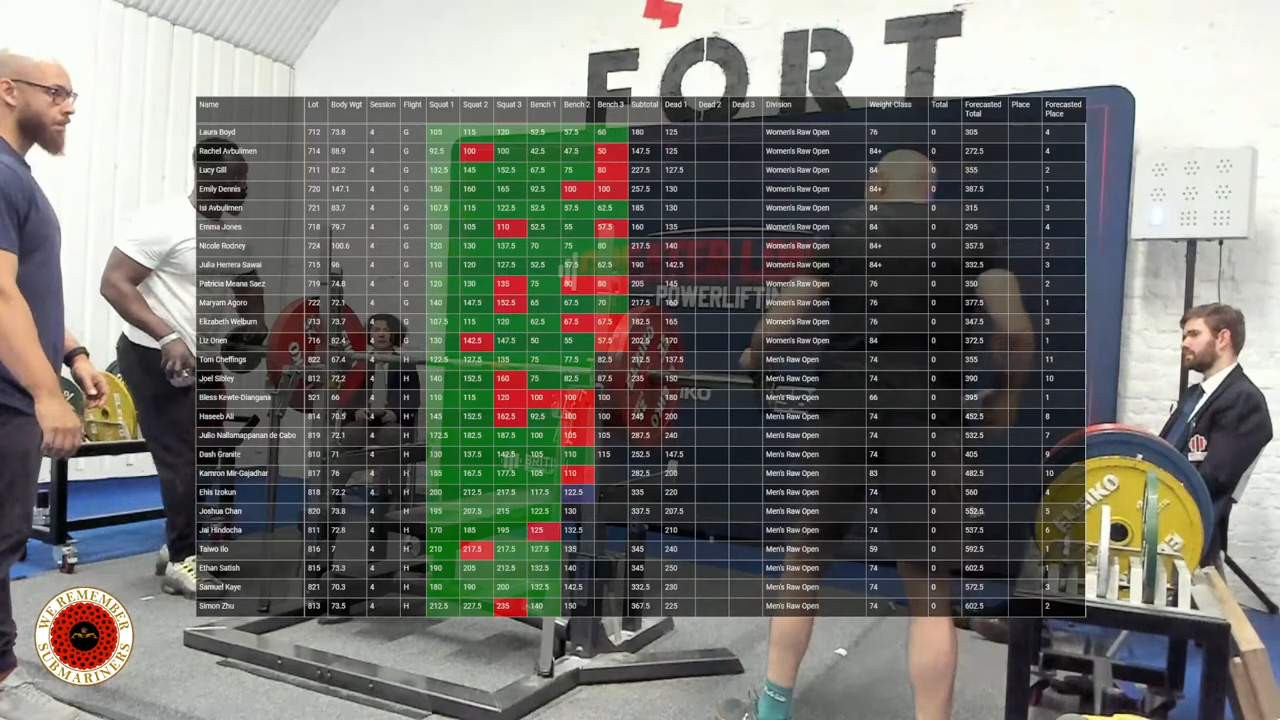 FORT
Name Lot Body Wgt Session Flight Squat 1 Squat 2 Squat 3 Bench 1 Bench 2 Bench 3 Subtotal Dead 1 Dead 2 Dead 3 Division Weight Class Total Forecasted Total Place Forecasted Place
Laura Boyd 712 73.8 4 G 105 115 120 52.5 57.5 60 180 125 Women's Raw Open 76 0 305 4
Rachel Avbulimen 714 88.9 4 G 92.5 100 100 42.5 47.5 50 147.5 125 Women's Raw Open 84+ 0 272.5 4
Lucy Gill 711 82.2 4 G 132.5 145 152.5 67.5 75 80 227.5 127.5 Women's Raw Open 84 0 355 2
Emily Dennis 720 147.1 4 G 150 160 165 92.5 100 100 257.5 130 Women's Raw Open 84+ 0 387.5 1
Isi Avbulimen 721 83.7 4 G 107.5 115 122.5 52.5 57.5 62.5 185 130 Women's Raw Open 84 0 315 3
Emma Jones 718 79.7 4 G 100 105 110 52.5 55 57.5 160 135 Women's Raw Open 84 0 295 4
Nicole Rodney 724 100.6 4 G 120 130 137.5 70 75 80 217.5 140 Women's Raw Open 84+ 0 357.5 2
Julia Herrera Sawai 715 96 4 G 110 120 127.5 52.5 57.5 62.5 190 142.5 Women's Raw Open 84+ 0 332.5 3
Patricia Meana Saez 719 74.8 4 G 120 130 135 75 80 80 205 145 Women's Raw Open 76 0 350 2
Maryam Agoro 722 72.1 4 G 140 147.5 152.5 65 67.5 70 217.5 160 Women's Raw Open 76 0 377.5 1
Elizabeth Welburn 713 73.7 4 G 107.5 115 120 62.5 67.5 67.5 182.5 165 Women's Raw Open 76 0 347.5 3
Liz Onen 716 82.4 4 G 130 142.5 147.5 50 55 57.5 202.5 170 Women's Raw Open 84 0 372.5 1
Tom Cheffings 822 67.4 4 H 122.5 127.5 135 75 77.5 82.5 212.5 137.5 Men's Raw Open 74 0 355 11
Joel Sibley 812 72.2 4 H 140 152.5 160 75 82.5 87.5 235 150 Men's Raw Open 74 0 390 10
Bless Kewte-Diangana 521 66 4 H 110 115 120 100 100 100 215 180 Men's Raw Open 66 0 395 1
Haseeb Ali 814 70.5 4 H 145 152.5 162.5 92.5 100 100 245 200 Men's Raw Open 74 0 452.5 8
Julio Nallamappanan de Cabo 819 72.1 4 H 172.5 182.5 187.5 100 105 105 287.5 240 Men's Raw Open 74 0 532.5 7
Dash Granite 810 71 4 H 130 137.5 142.5 105 110 115 252.5 147.5 Men's Raw Open 74 0 405 9
Kamron Mir-Gajadhar 817 76 4 H 155 167.5 177.5 105 110 282.5 200 Men's Raw Open 83 0 482.5 10
Ehis Izokun 818 72.2 4 H 200 212.5 217.5 117.5 122.5 335 220 Men's Raw Open 74 0 560 4
Joshua Chan 820 73.8 4 H 195 207.5 215 122.5 130 337.5 207.5 Men's Raw Open 74 0 552.5 5
Jai Hindocha 811 72.8 4 H 170 185 195 125 132.5 210 Men's Raw Open 74 0 537.5 6
Taiwo Ilo 816 7 4 H 210 217.5 217.5 127.5 135 345 240 Men's Raw Open 59 0 592.5 1
Ethan Satish 815 73.3 4 H 190 205 212.5 132.5 140 345 250 Men's Raw Open 74 0 602.5 1
Samuel Kaye 821 70.3 4 H 180 190 200 132.5 142.5 332.5 230 Men's Raw Open 74 0 572.5 3
Simon Zhu 813 73.5 4 H 212.5 227.5 235 140 150 367.5 225 Men's Raw Open 74 0 602.5 2
POWERLIFTIN
ELEIKO
WE REMEMBER
SUBMARINERS